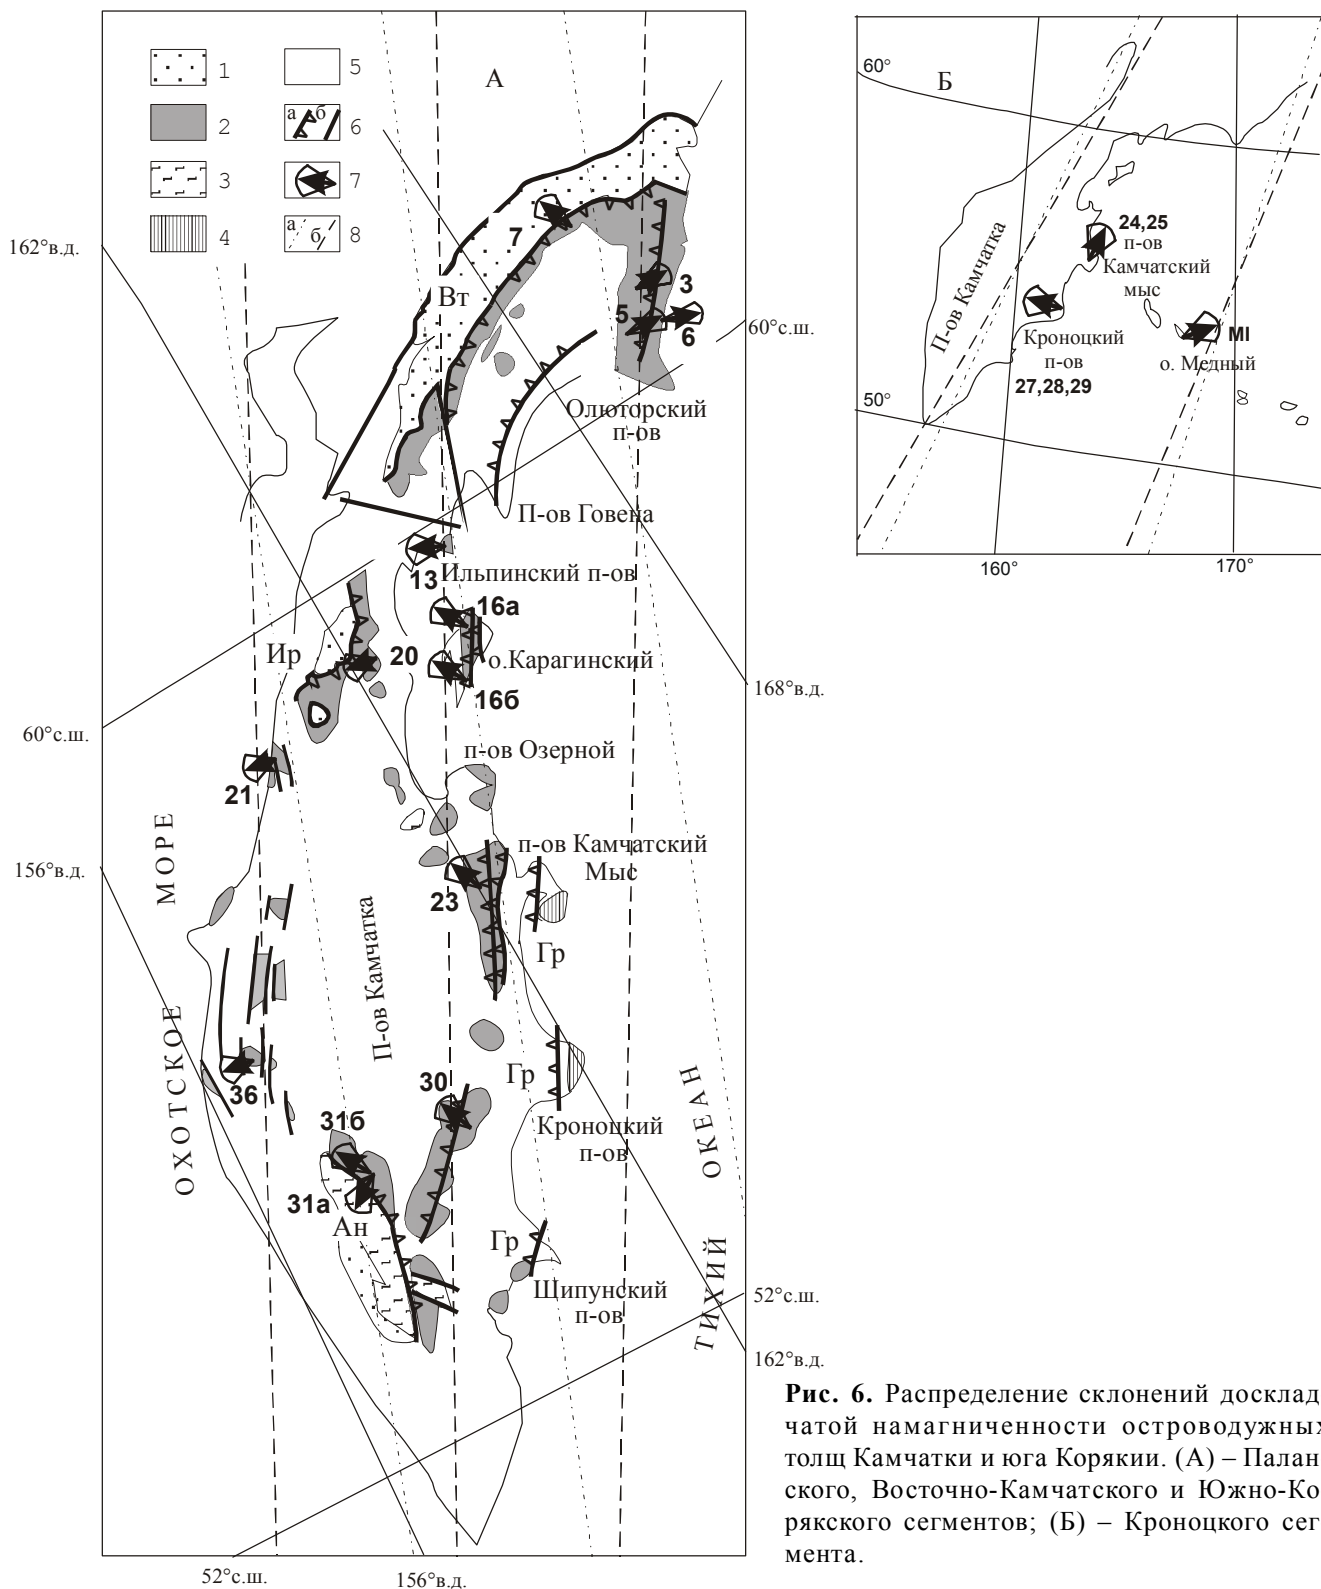 А
1
2
3
4
5
а б 6
7
а б 8
162°в.д.
7
Вт
3
5
6
60°с.ш.
Олюторский
п-ов
П-ов Говена
13
Ильпинский п-ов
16а
Ир
20
о.Карагинский
16б
168°в.д.
60°с.ш.
п-ов Озерной
21
МОРЕ
п-ов Камчатский
Мыс
156°в.д.
23
П-ов Камчатка
Гр
ОХОТСКОЕ
36
30
Гр
31б
Кроноцкий
п-ов
ОКЕАН
31а
Ан
Гр
ТИХИЙ
Щипунский
п-ов
52°с.ш.
162°в.д.
52°с.ш.
156°в.д.
60°
Б
П-ов Камчатка
24,25
п-ов
Камчатский
мыс
Кроноцкий
п-ов
27,28,29
MI
о. Медный
50°
160°
170°
Рис. 6. Распределение склонений досклад
чатой намагниченности островодужных
толщ Камчатки и юга Корякии. (А) – Палан
ского, Восточно-Камчатского и Южно-Ко
рякского сегментов; (Б) – Кроноцкого сег
мента.